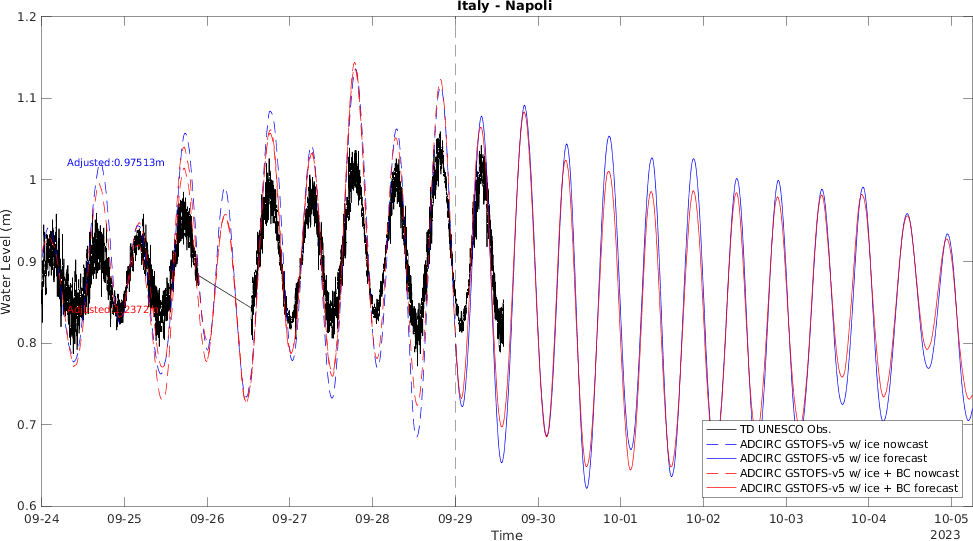 Italy - Napoli
Water Level (m)
1.2
1.1
1
0.9
0.8
0.7
0.6
Adjusted:0.97513m
09-24
09-25
09-26
09-27
09-28
09-29
09-30
10-01
10-02
10-03
10-04
10-05
2023
Time
TD UNESCO Obs.
ADCIRC GSTOFS-v5 w/ ice nowcast
ADCIRC GSTOFS-v5 w/ ice forecast
ADCIRC GSTOFS-v5 w/ ice + BC nowcast
ADCIRC GSTOFS-v5 w/ ice + BC forecast